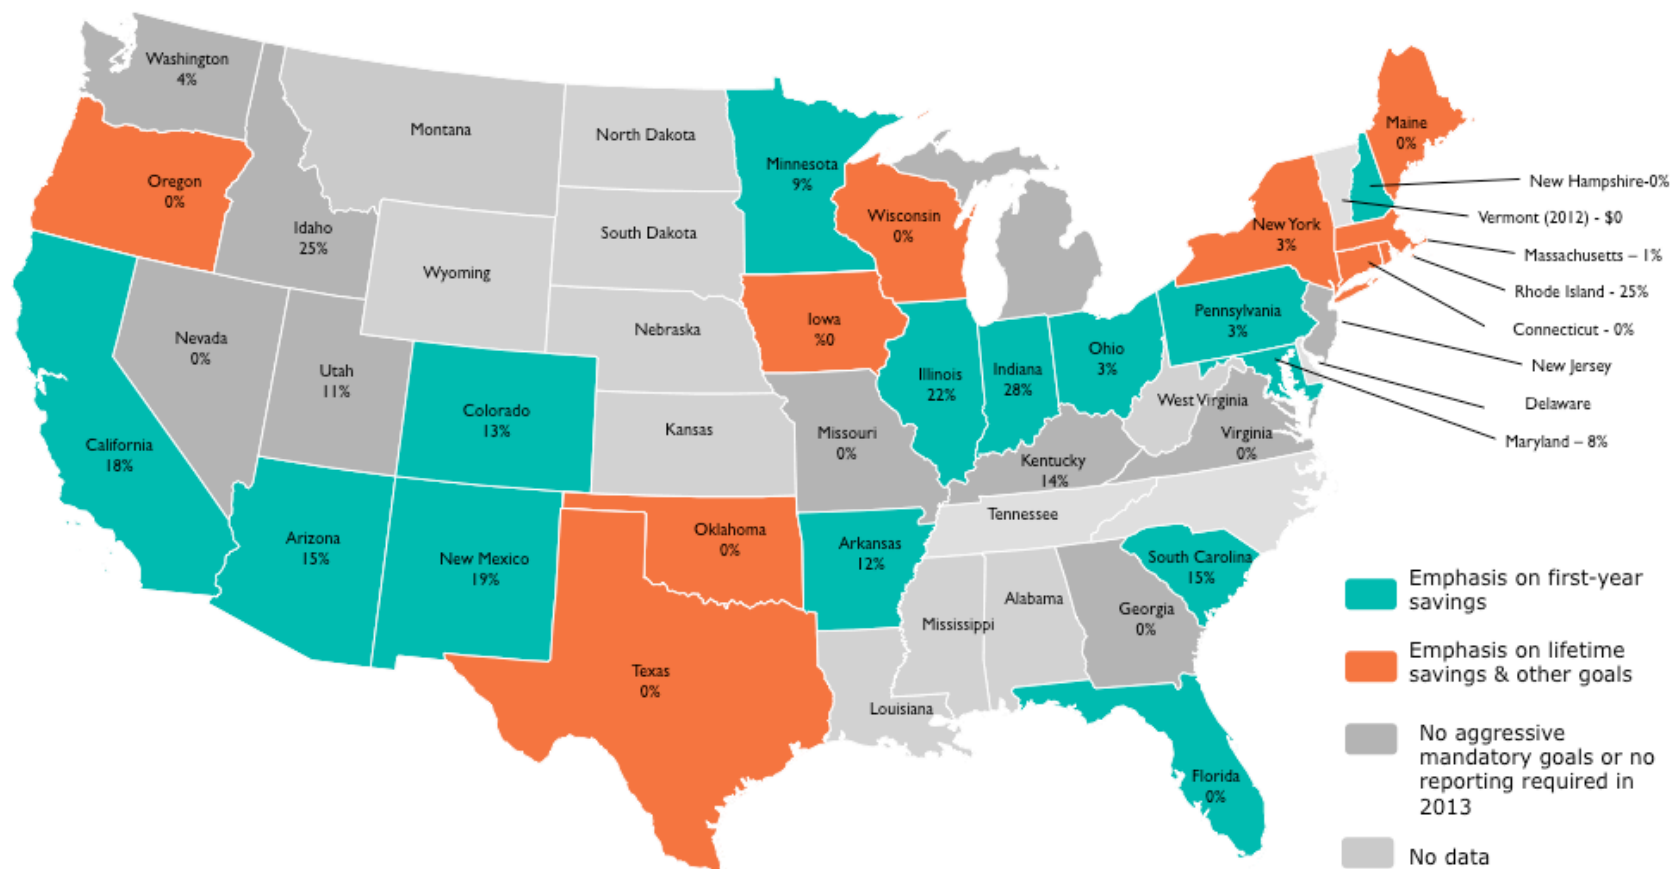 Washington
4%
Montana
North Dakota
Minnesota
9%
Maine
0%
Oregon
0%
Idaho
25%
South Dakota
Wisconsin
0%
New York
3%
New Hampshire-0%
Vermont (2012) - $0
Massachusetts – 1%
Rhode Island - 25%
Connecticut - 0%
New Jersey
Delaware
Maryland – 8%
Wyoming
Nevada
0%
Utah
11%
Nebraska
Iowa
%0
Illinois
22%
Indiana
28%
Ohio
3%
Pennsylvania
3%
West Virginia
Virginia
0%
California
18%
Colorado
13%
Kansas
Missouri
0%
Kentucky
14%
Tennessee
Arizona
15%
New Mexico
19%
Oklahoma
0%
Arkansas
12%
South Carolina
15%
Mississippi
Alabama
Georgia
0%
Texas
0%
Louisiana
Florida
0%
Emphasis on first-year
savings
Emphasis on lifetime
savings & other goals
No aggressive
mandatory goals or no
reporting required in
2013
No data